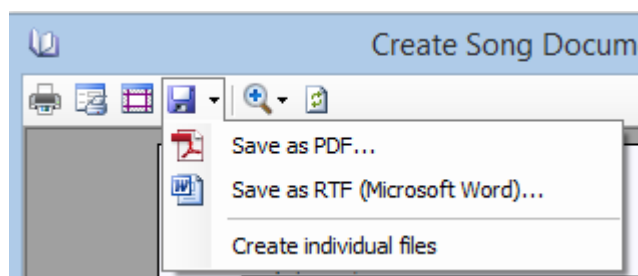 Create Song Docum
Save as PDF...
Save as RTF (Microsoft Word)...
Create individual files